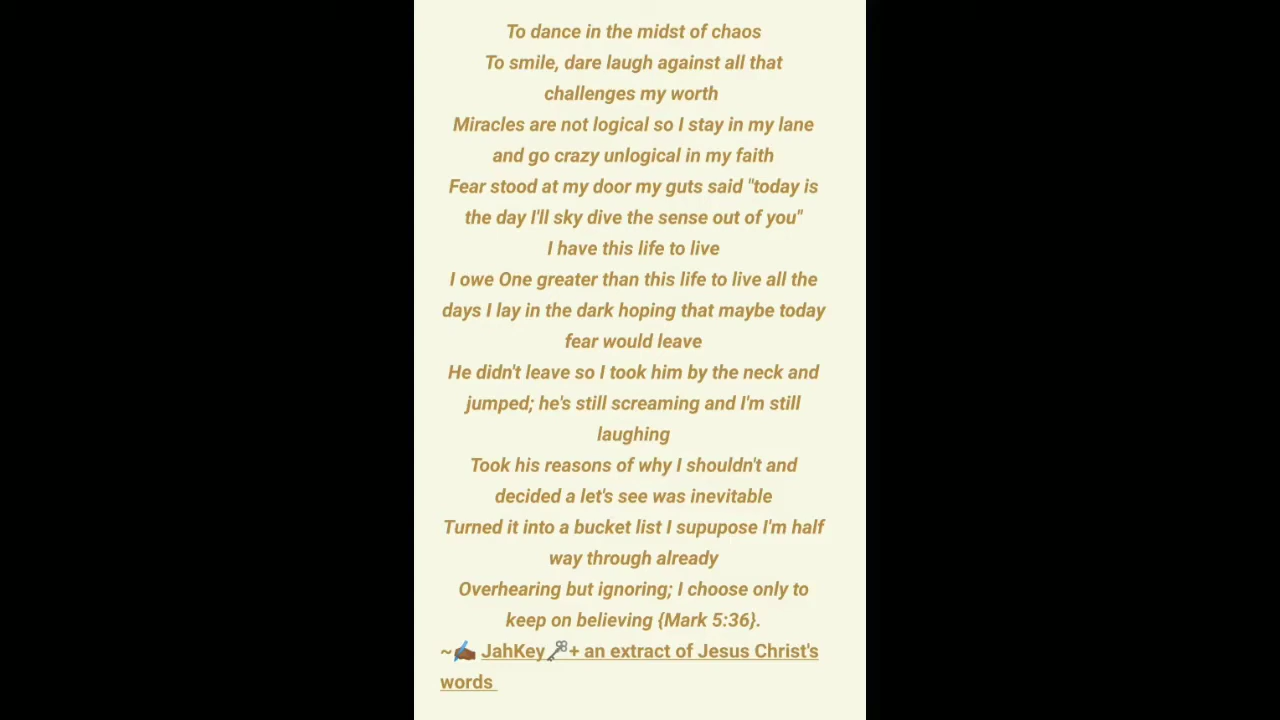 To dance in the midst of chaos
To smile, dare laugh against all that
challenges my worth
Miracles are not logical so I stay in my lane
and go crazy unlogical in my faith
Fear stood at my door my guts said "today is
the day I'll sky dive the sense out of you"
I have this life to live
I owe One greater than this life to live all the
days I lay in the dark hoping that maybe today
fear would leave
He didn't leave so I took him by the neck and
jumped; he's still screaming and I'm still
laughing
Took his reasons of why I shouldn't and
decided a let's see was inevitable
Turned it into a bucket list I supupose I'm half
way through already
Overhearing but ignoring; I choose only to
keep on believing {Mark 5:36}.
~✍🏾 JahKey🗝+ an extract of Jesus Christ's
words